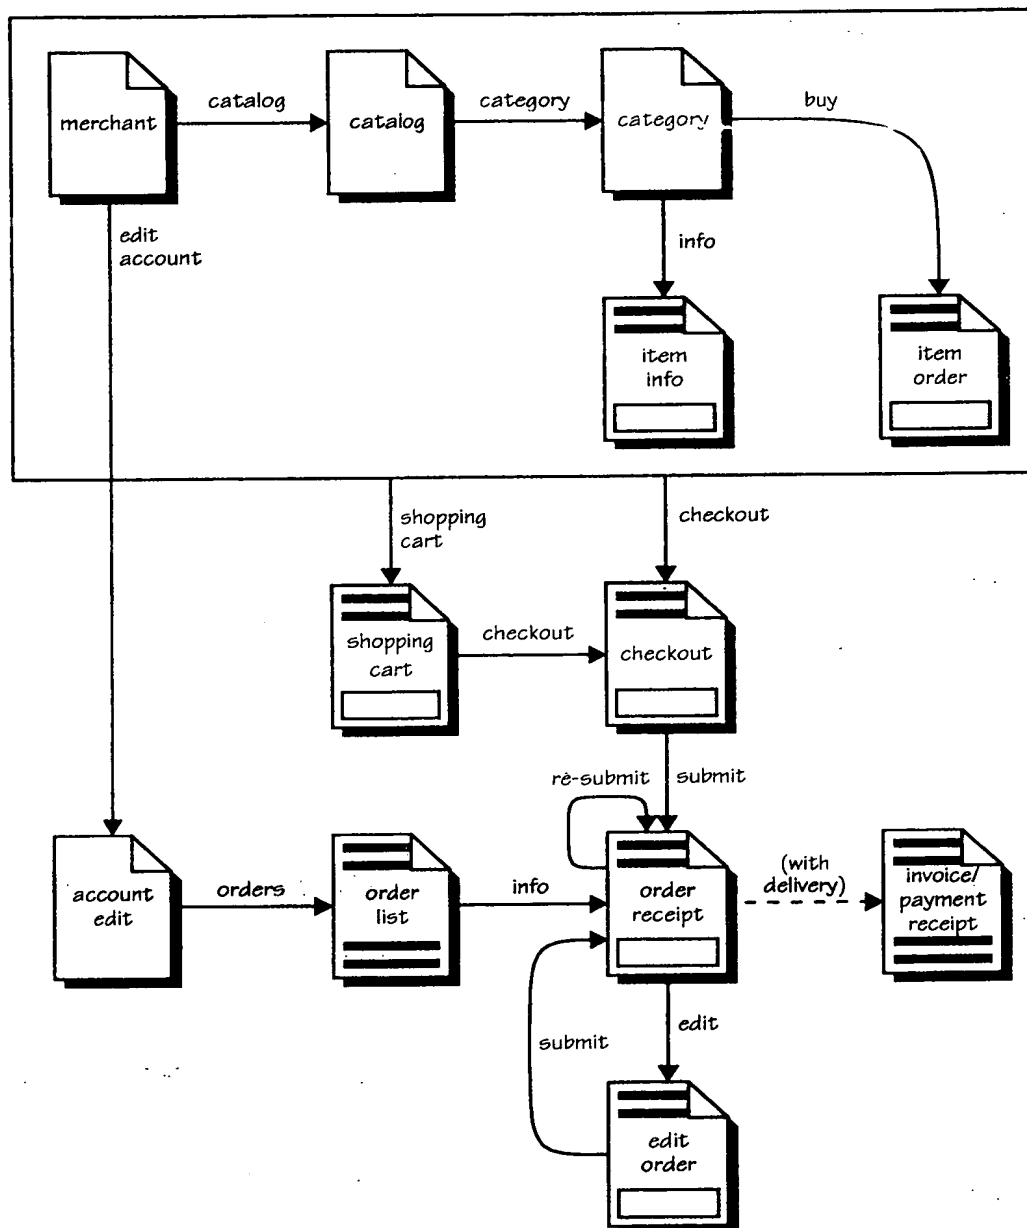 merchant
catalog
catalog
category
category
buy
edit
account
info
item
info
item
order
shopping
cart
checkout
shopping
cart
checkout
checkout
re-submit
submit
account
edit
orders
order
list
info
order
receipt
(with
delivery)
invoice/
payment
receipt
submit
edit
edit
order